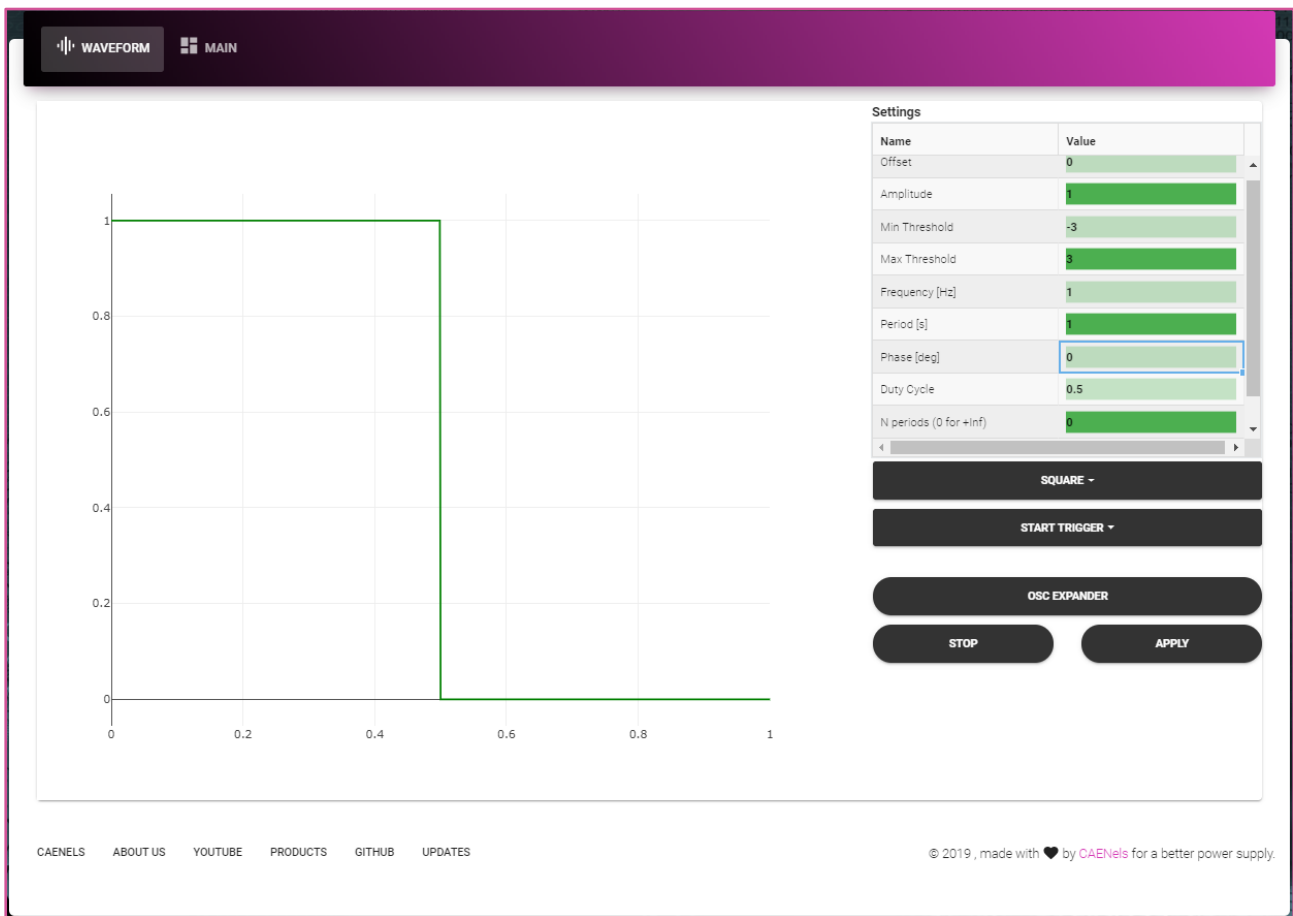 WAVEFORM MAIN
Settings
Name Value
Offset 0
Amplitude 1
Min Threshold -3
Max Threshold 3
Frequency [Hz] 1
Period [s] 1
Phase [deg] 0
Duty Cycle 0.5
N periods (0 for +Inf) 0
SQUARE
START TRIGGER
OSC EXPANDER
STOP APPLY
1
0.8
0.6
0.4
0.2
0
0 0.2 0.4 0.6 0.8 1
CAENELS ABOUT US YOUTUBE PRODUCTS GITHUB UPDATES
© 2019 , made with ♥ by CAENels for a better power supply.